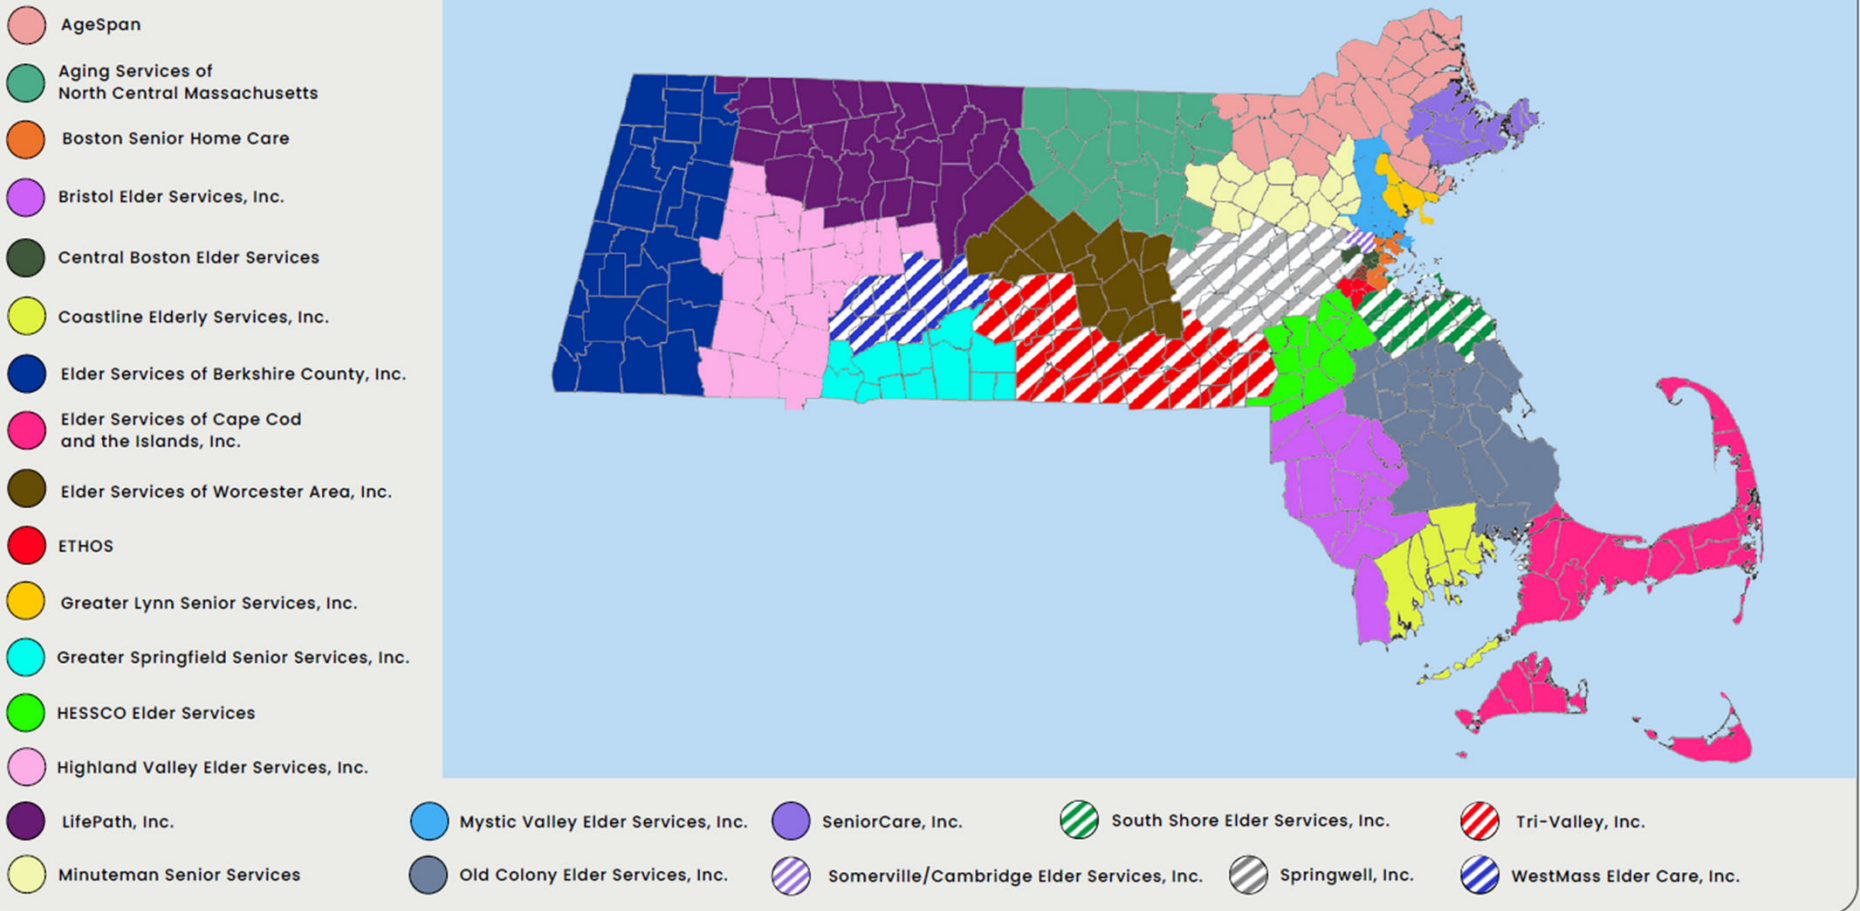 AgeSpan
Aging Services of
North Central Massachusetts
Boston Senior Home Care
Bristol Elder Services, Inc.
Central Boston Elder Services
Coastline Elderly Services, Inc.
Elder Services of Berkshire County, Inc.
Elder Services of Cape Cod
and the Islands, Inc.
Elder Services of Worcester Area, Inc.
ETHOS
Greater Lynn Senior Services, Inc.
Greater Springfield Senior Services, Inc.
HESSCO Elder Services
Highland Valley Elder Services, Inc.
LifePath, Inc.
Minuteman Senior Services
Mystic Valley Elder Services, Inc.
Old Colony Elder Services, Inc.
SeniorCare, Inc.
Somerville/Cambridge Elder Services, Inc.
South Shore Elder Services, Inc.
Springwell, Inc.
Tri-Valley, Inc.
WestMass Elder Care, Inc.